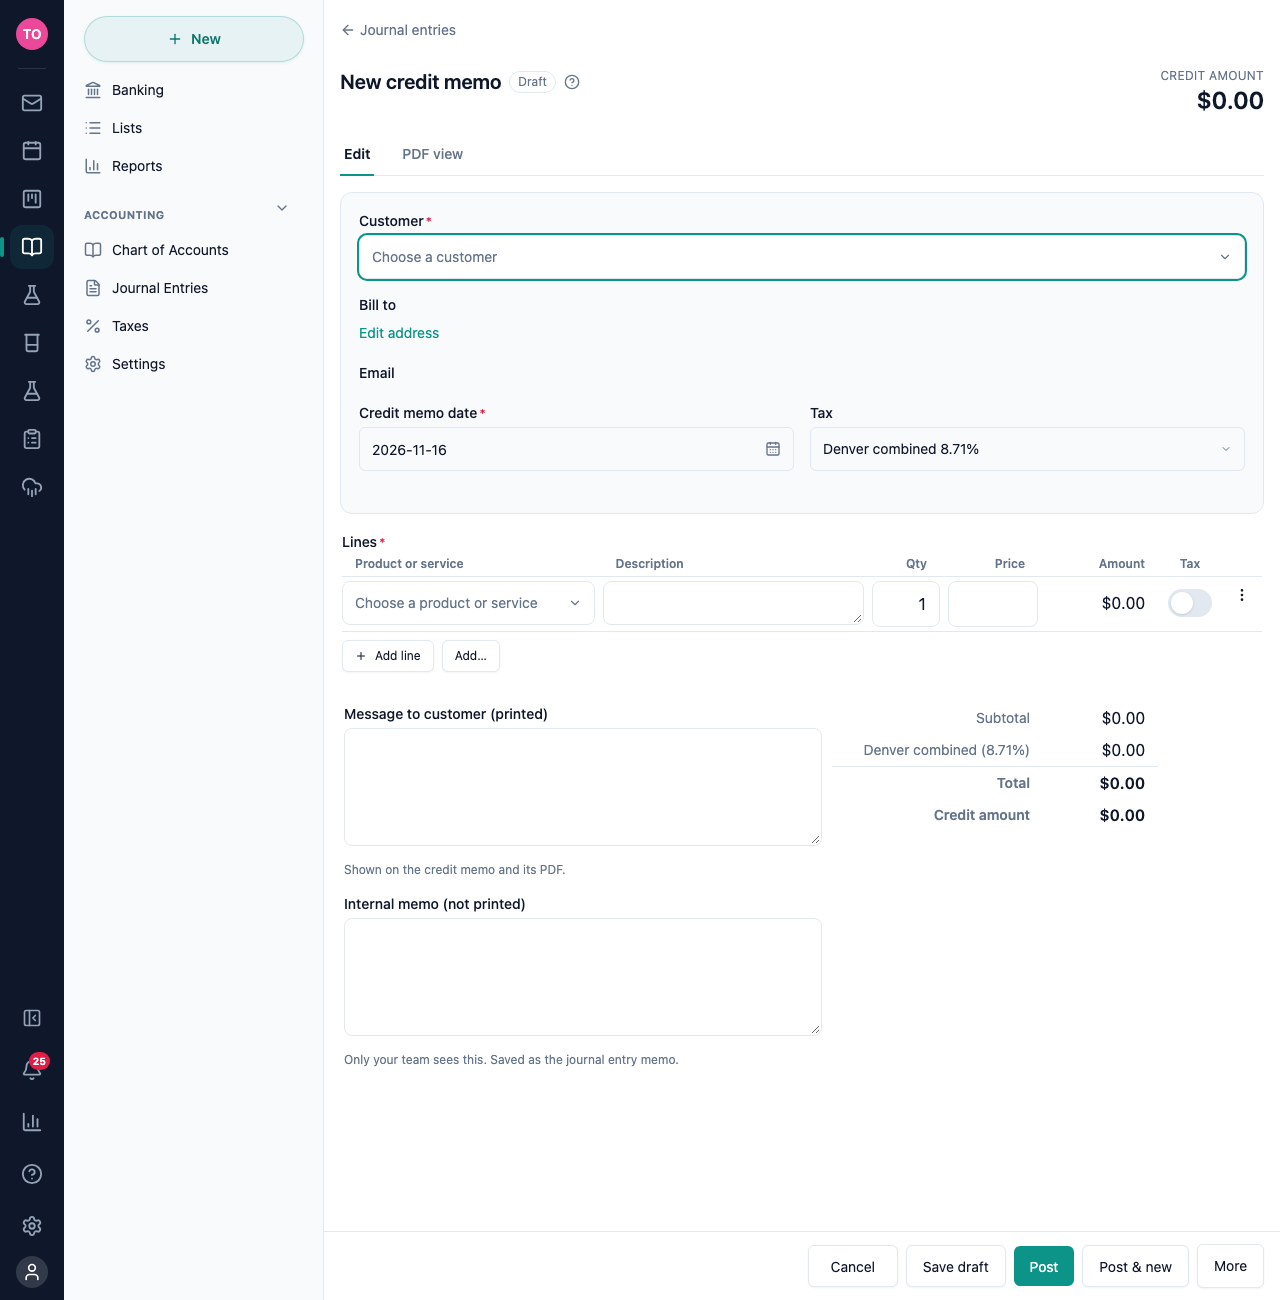 TO
New
Banking
Lists
Reports
ACCOUNTING
Chart of Accounts
Journal Entries
Taxes
Settings
25
Journal entries
New credit memo
Draft
CREDIT AMOUNT
$0.00
Edit
PDF view
Customer*
Choose a customer
Bill to
Edit address
Email
Credit memo date*
Tax
2026-11-16
Denver combined 8.71%
Lines*
Product or service
Description
Qty
Price
Amount
Tax
Choose a product or service
1
$0.00
Add line
Add...
Message to customer (printed)
Shown on the credit memo and its PDF.
Subtotal $0.00
Denver combined (8.71%) $0.00
Total $0.00
Credit amount $0.00
Internal memo (not printed)
Only your team sees this. Saved as the journal entry memo.
Cancel
Save draft
Post
Post & new
More